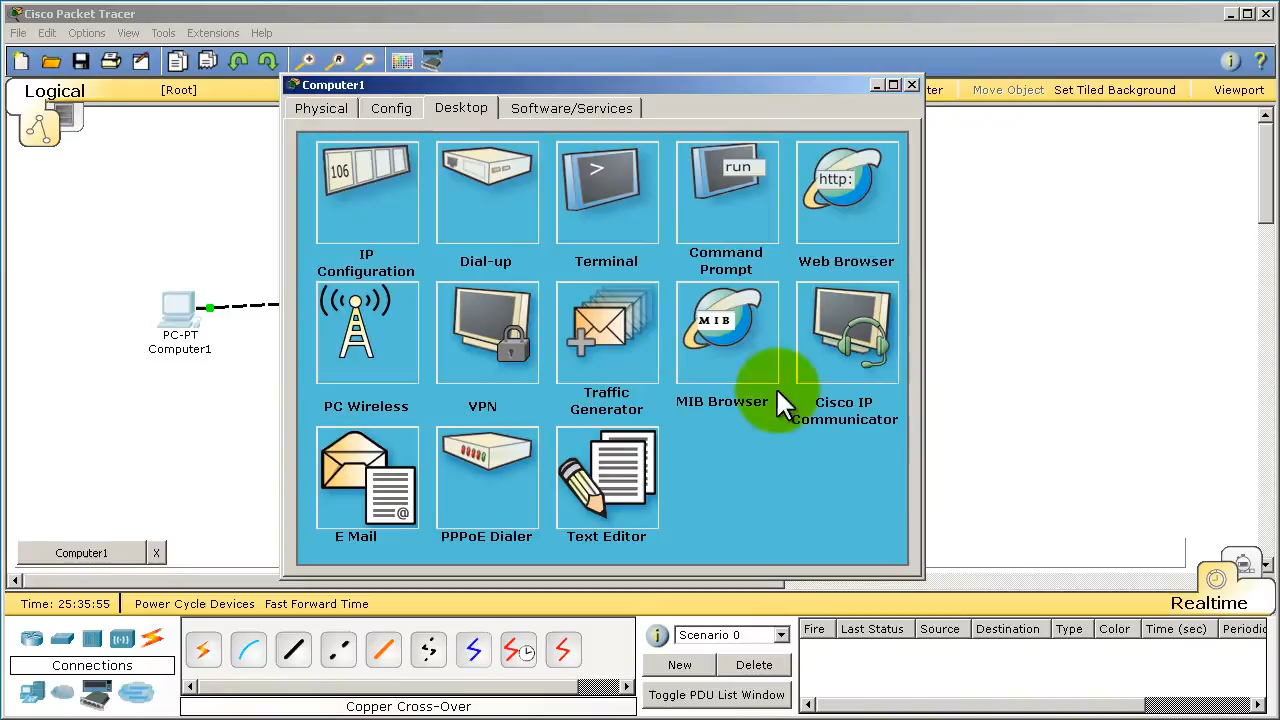 Cisco Packet Tracer
File Edit Options View Tools Extensions Help
Logical
[Root]
Move Object
Set Tiled Background
Viewport
Computer1
Physical
Config
Desktop
Software/Services
106
>
run
http:
IP
Configuration
Dial-up
Terminal
Command
Prompt
Web Browser
MIB
PC Wireless
VPN
Traffic
Generator
MIB Browser
Cisco IP
Communicator
@
E Mail
PPPoE Dialer
Text Editor
PC-PT
Computer1
Computer1
X
Time: 25:35:55
Power Cycle Devices Fast Forward Time
Realtime
Connections
Copper Cross-Over
Scenario 0
New
Delete
Toggle PDU List Window
Fire
Last Status
Source
Destination
Type
Color
Time (sec)